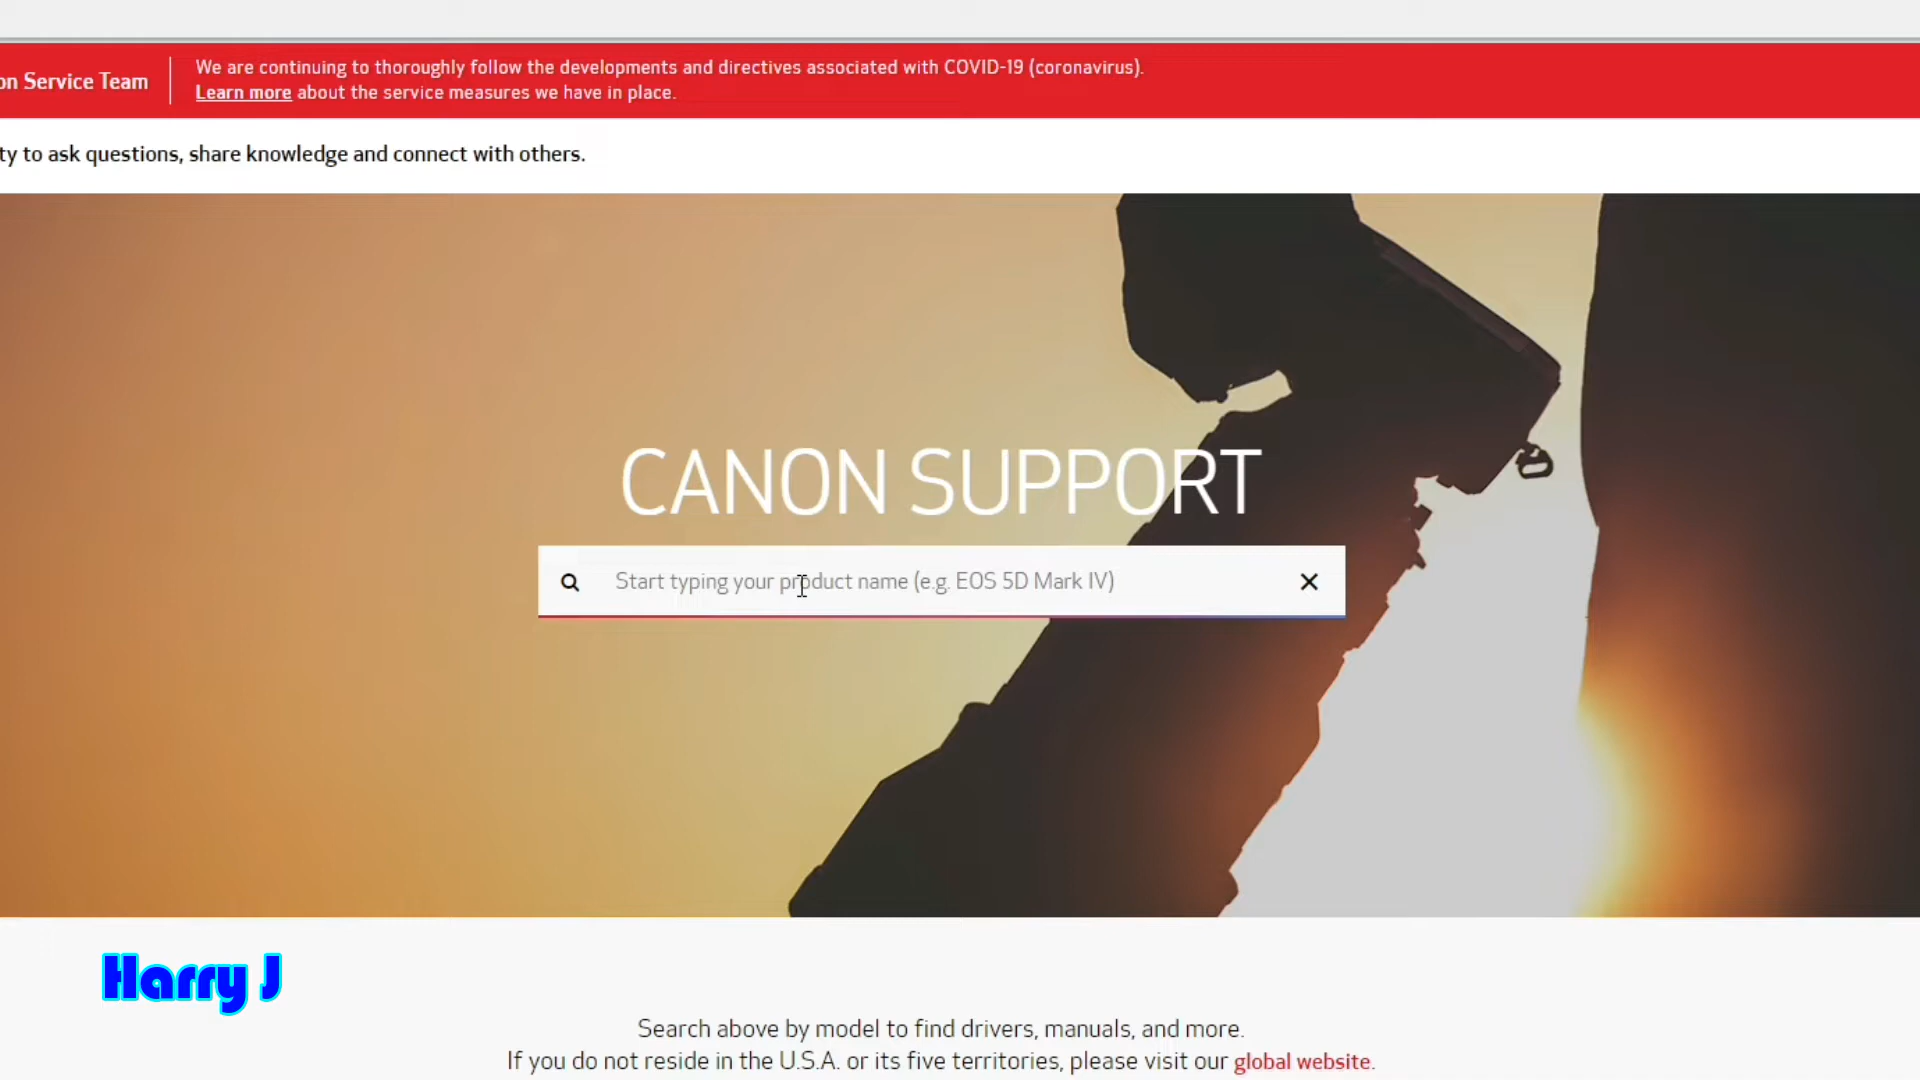 on Service Team
We are continuing to thoroughly follow the developments and directives associated with COVID-19 (coronavirus).
Learn more about the service measures we have in place.
ty to ask questions, share knowledge and connect with others.
CANON SUPPORT
Start typing your product name (e.g. EOS 5D Mark IV)
Harry J
Search above by model to find drivers, manuals, and more.
If you do not reside in the U.S.A. or its five territories, please visit our global website.